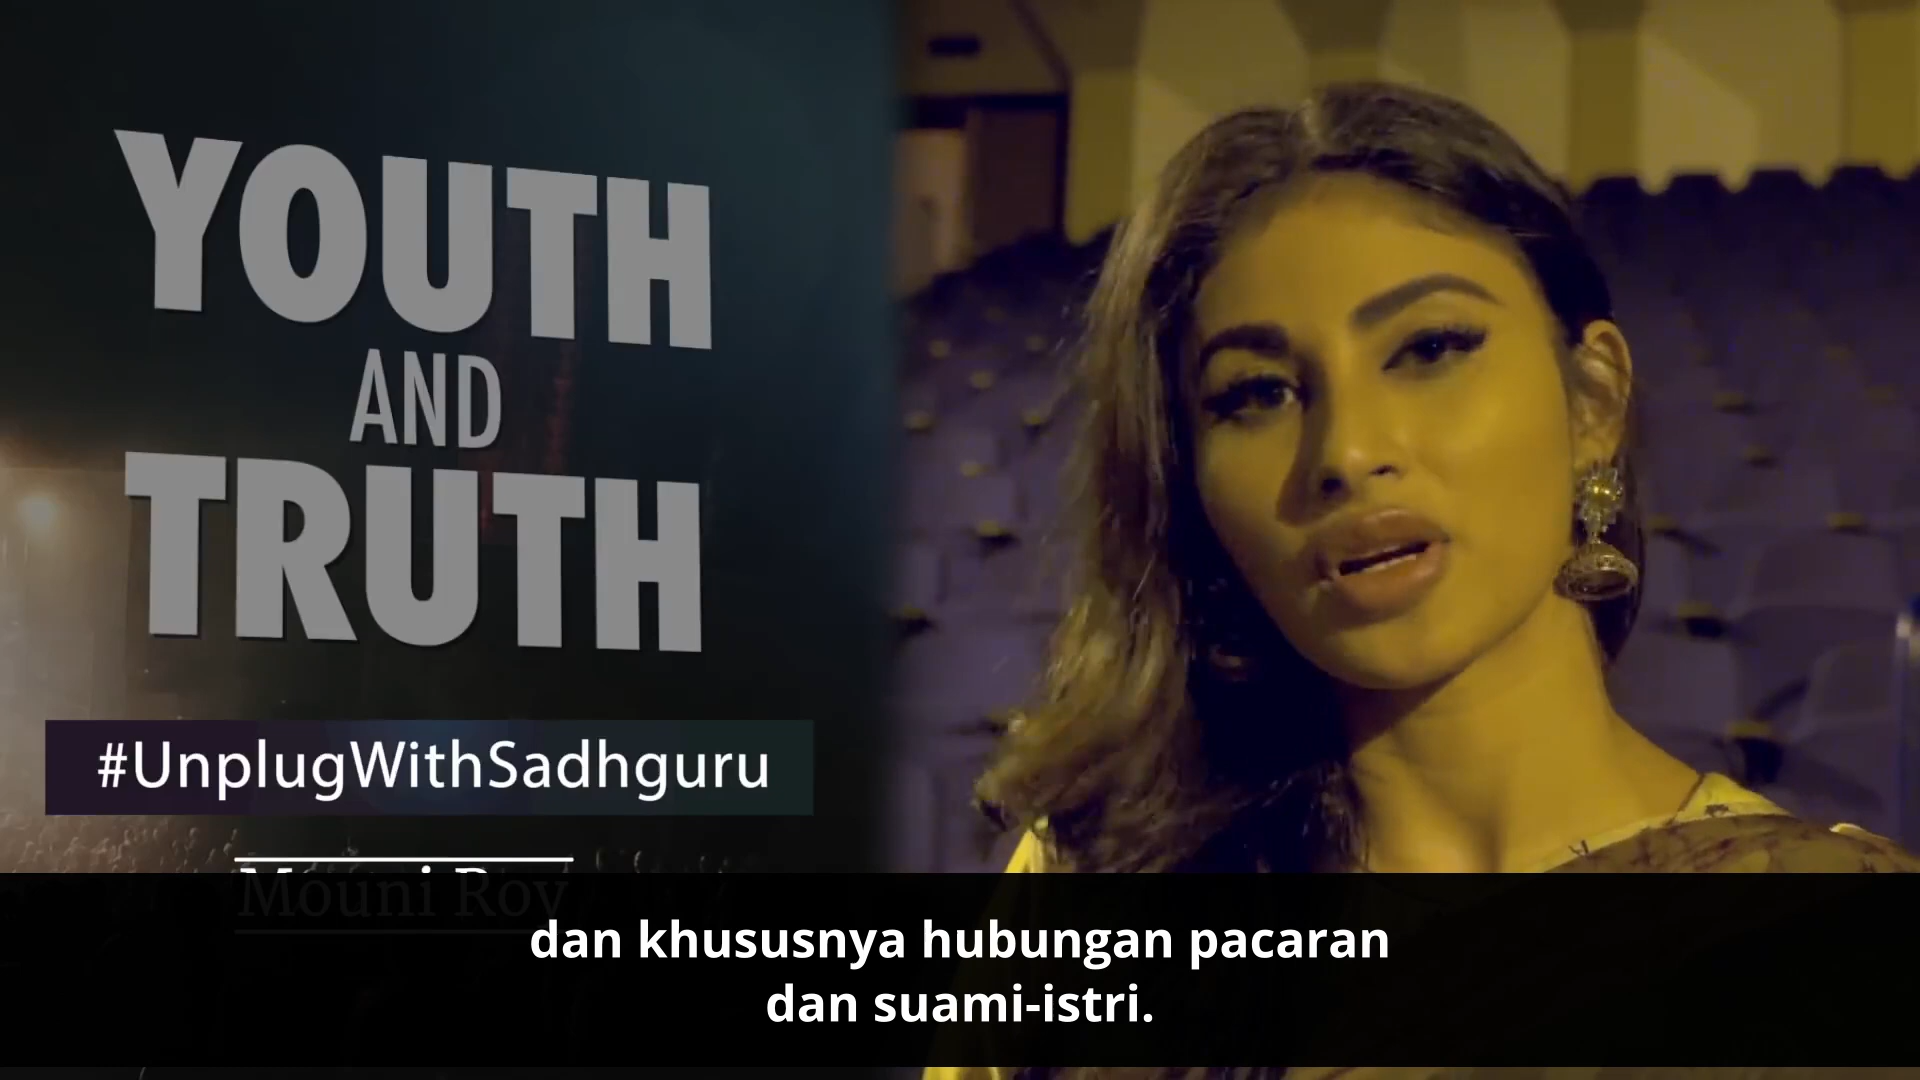 YOUTH
AND
TRUTH
#UnplugWithSadhguru
Mouni Roy
dan khususnya hubungan pacaran
dan suami-istri.